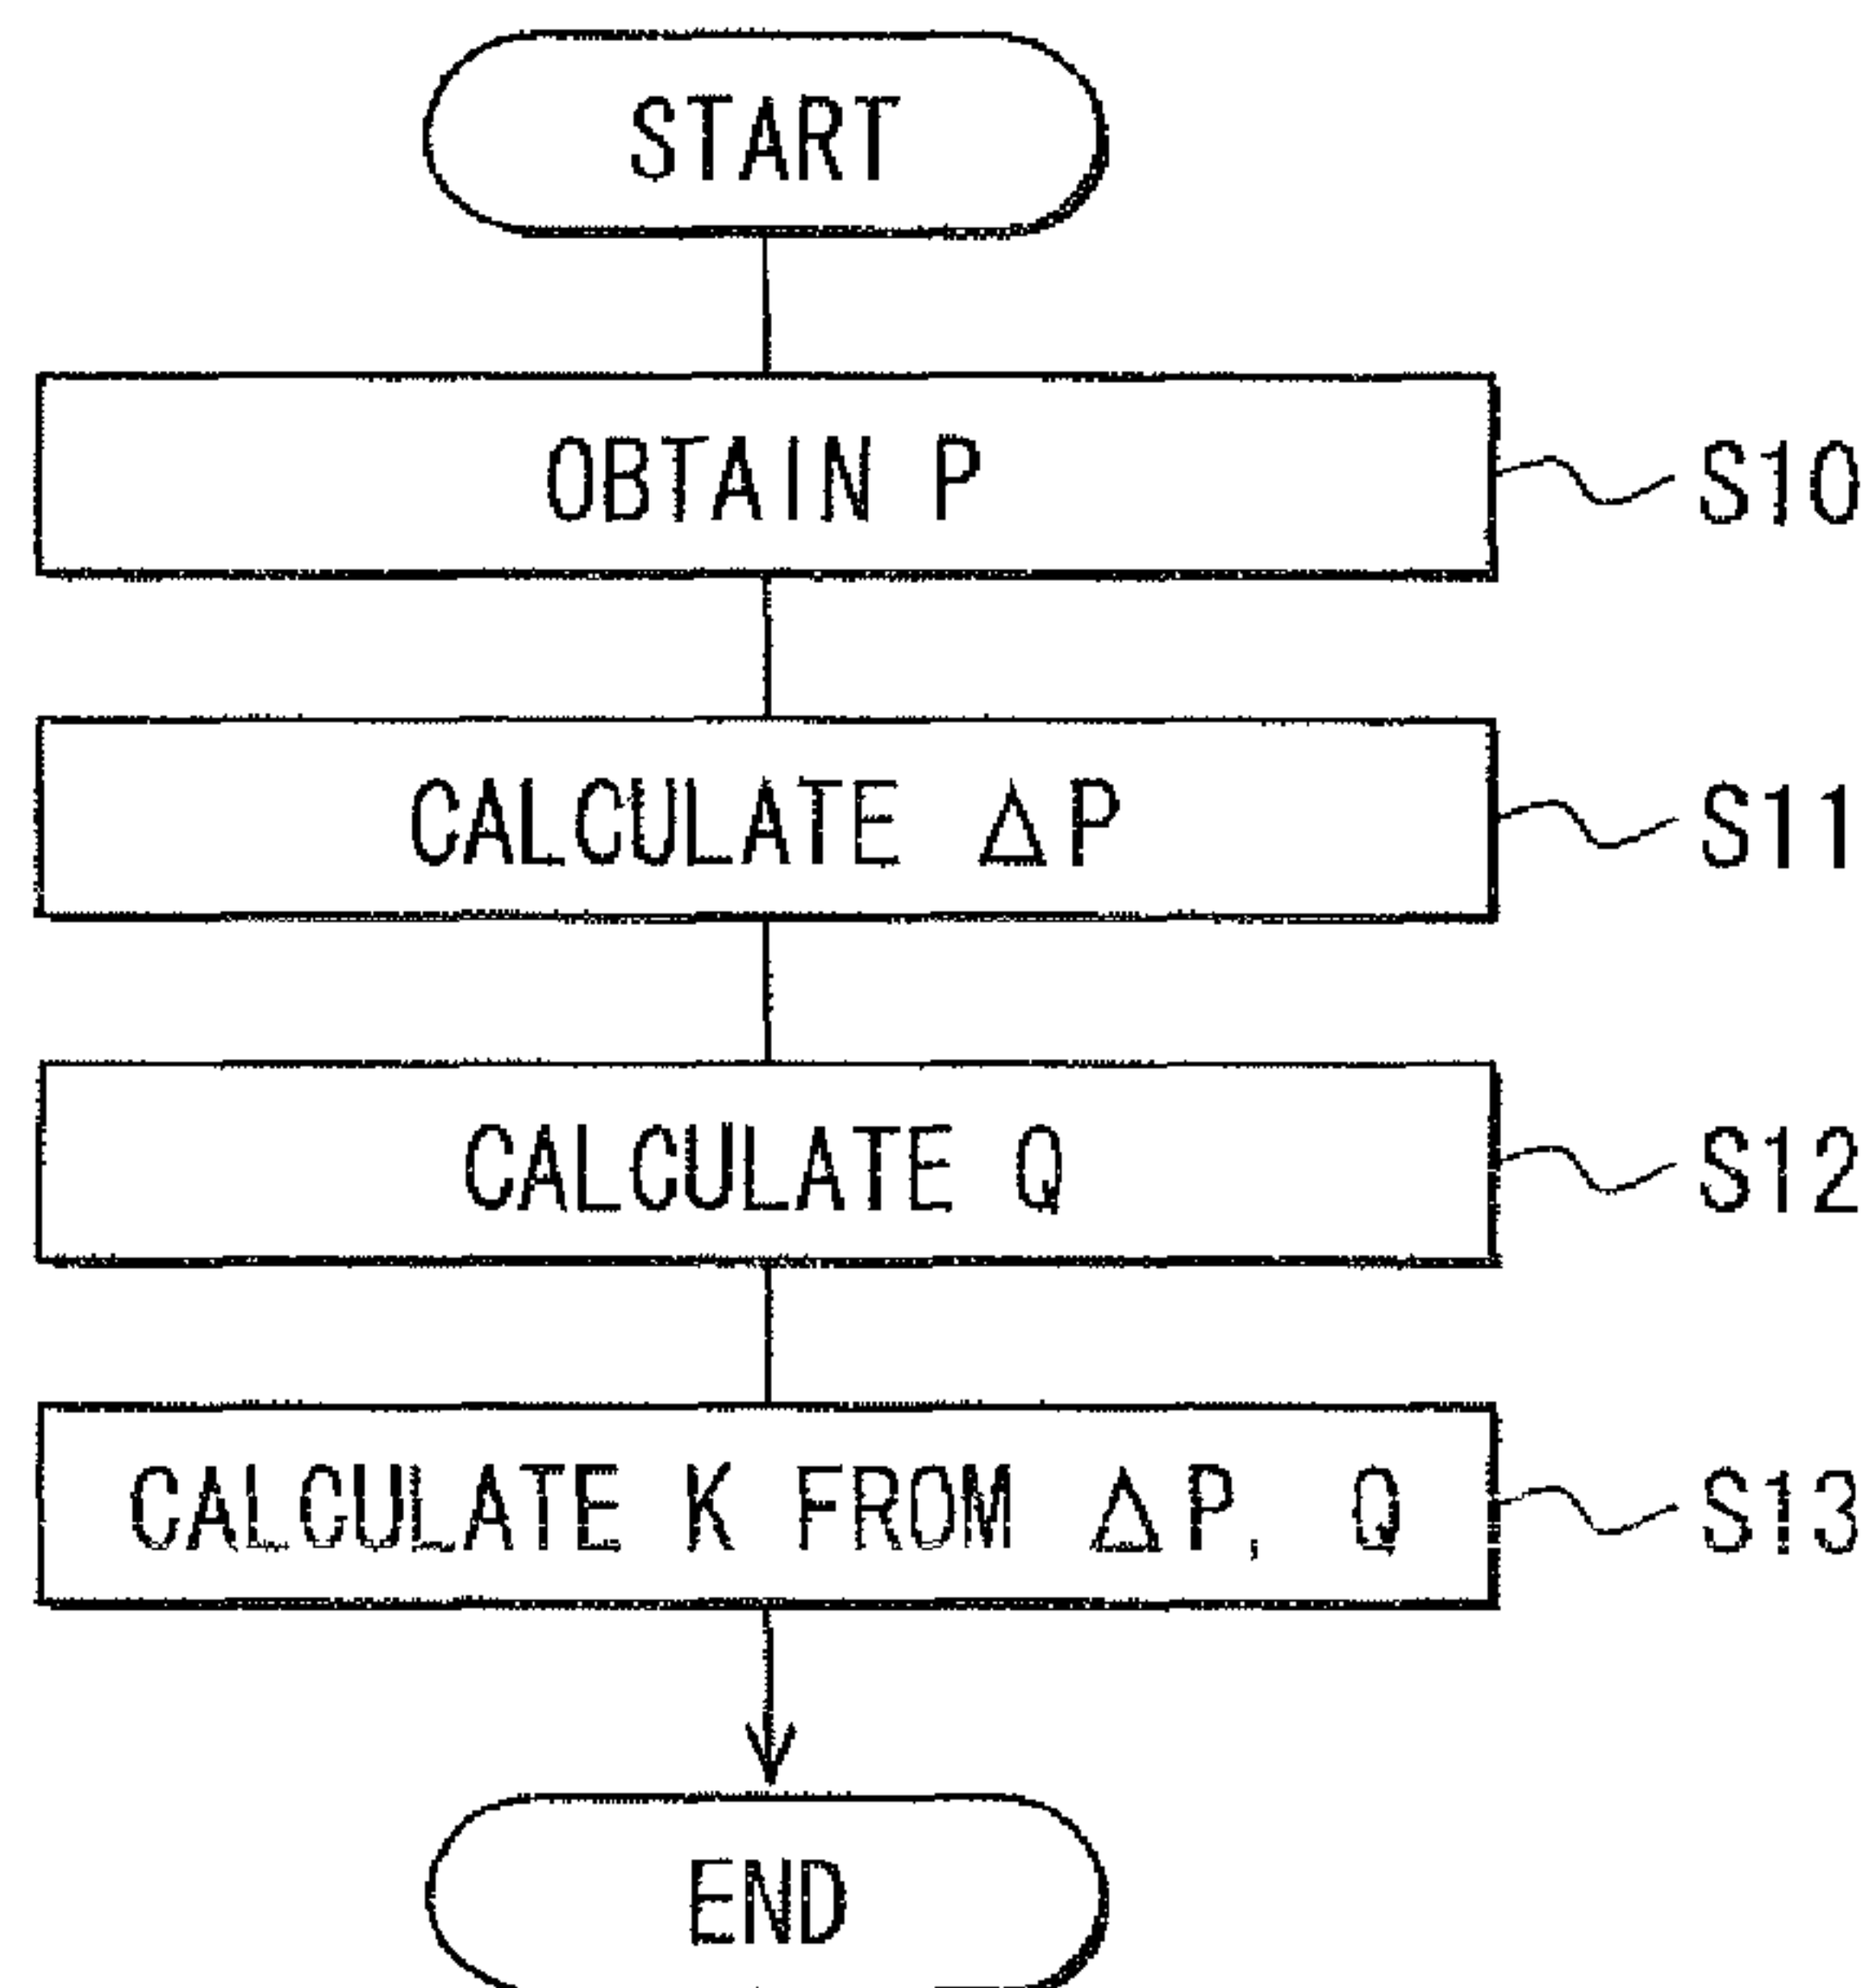 START
OBTAIN P S10
CALCULATE ΔP S11
CALCULATE Q S12
CALCULATE K FROM ΔP, Q S13
END